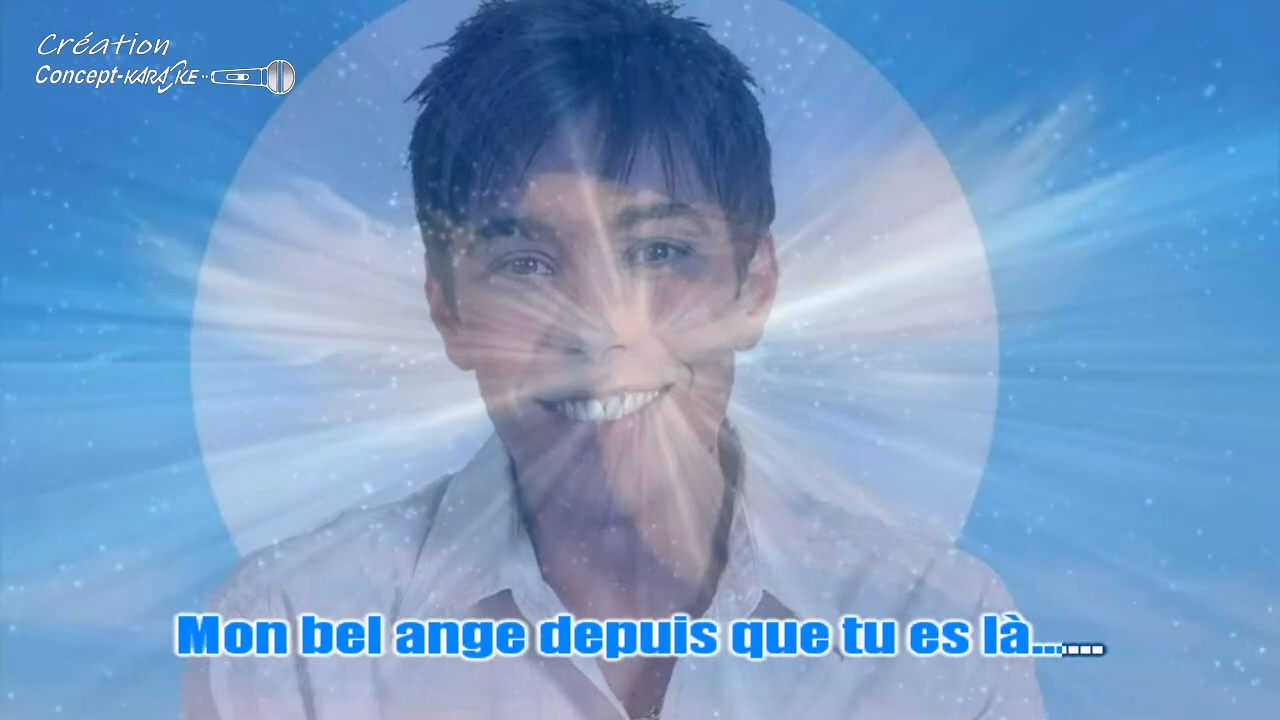 Création
Concept-KARAOKE
Mon bel ange depuis que tu es là......